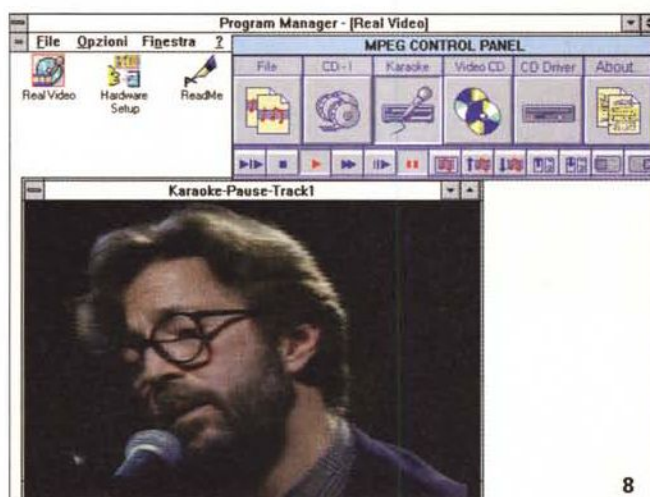 Program Manager - [Real Video]
File Opzioni Finestra ?
MPEG CONTROL PANEL
File CD-I Karaoke Video CD CD Driver About...
Real Video
Hardware Setup
ReadMe
Karaoke-Pause-Track1
8